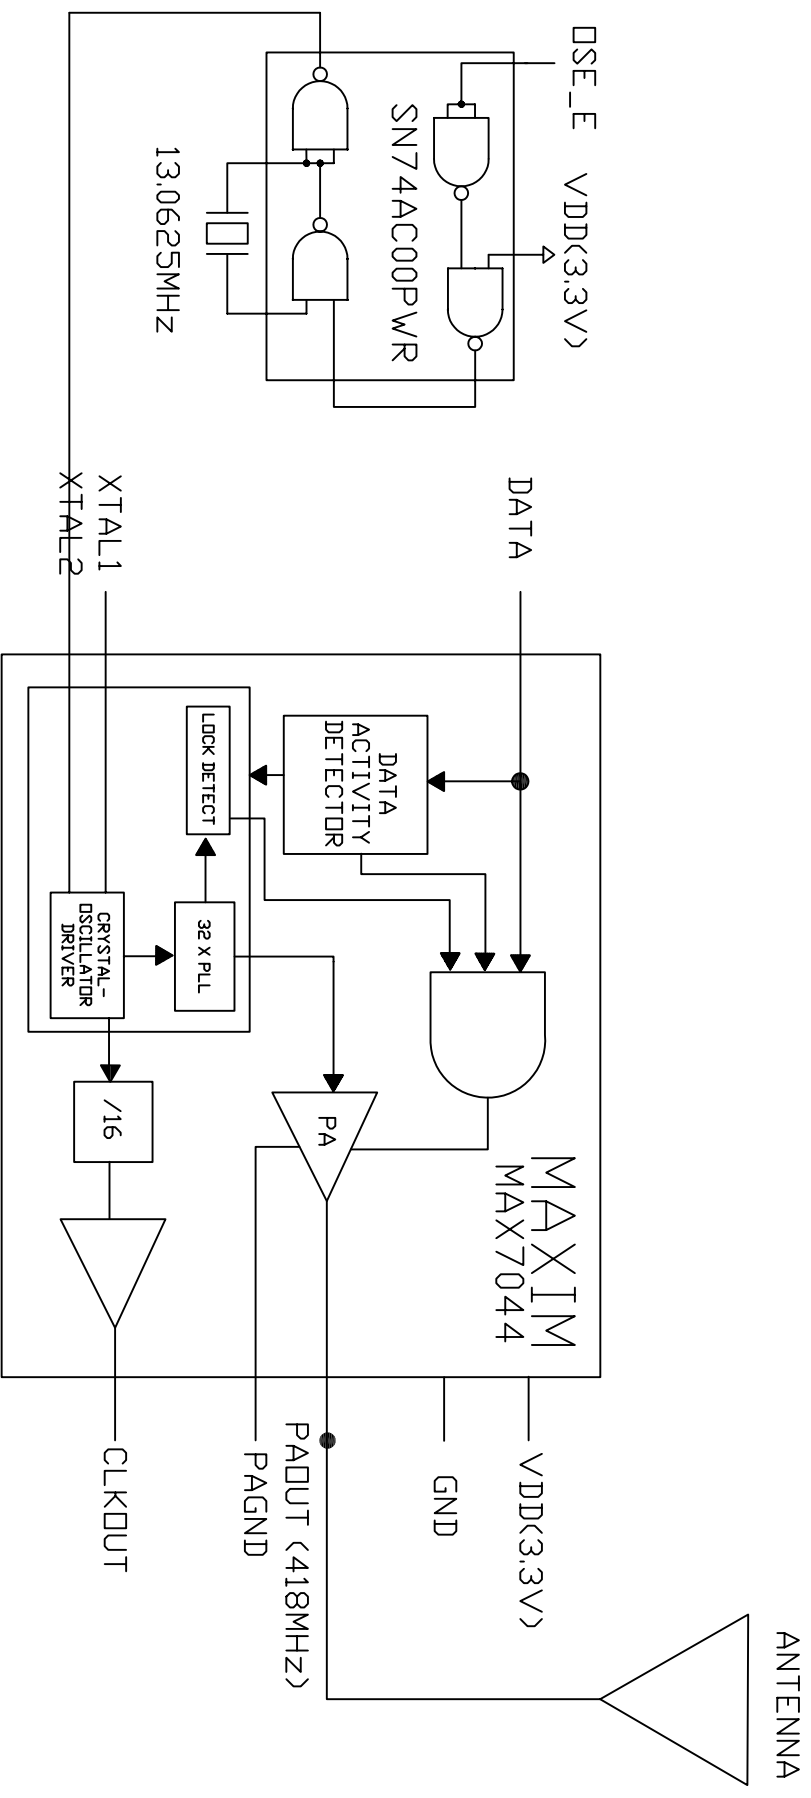 OSE_E
VDD(3.3V)
SN74AC00PWR
13.0625MHz
DATA
XTAL1
XTAL2
DATA
ACTIVITY
DETECTOR
LOCK DETECT
32 X PLL
CRYSTAL-
OSCILLATOR
DRIVER
/16
PA
MAXIM
MAX7044
VDD(3.3V)
GND
PAOUT (418MHz)
PAGND
CLKOUT
ANTENNA